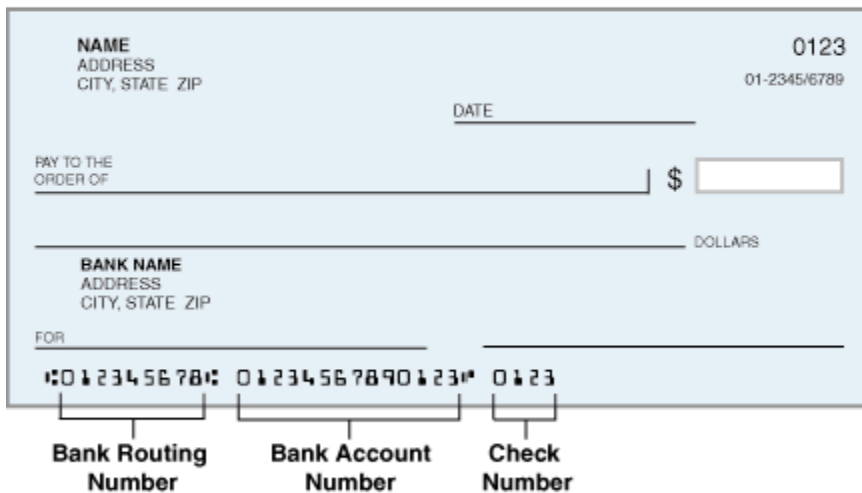 NAME
ADDRESS
CITY, STATE ZIP
0123
01-2345/6789
DATE
PAY TO THE
ORDER OF
$
DOLLARS
BANK NAME
ADDRESS
CITY, STATE ZIP
FOR
⑆012345678⑆ 01234567890123⑈ 0123
Bank Routing Number
Bank Account Number
Check Number